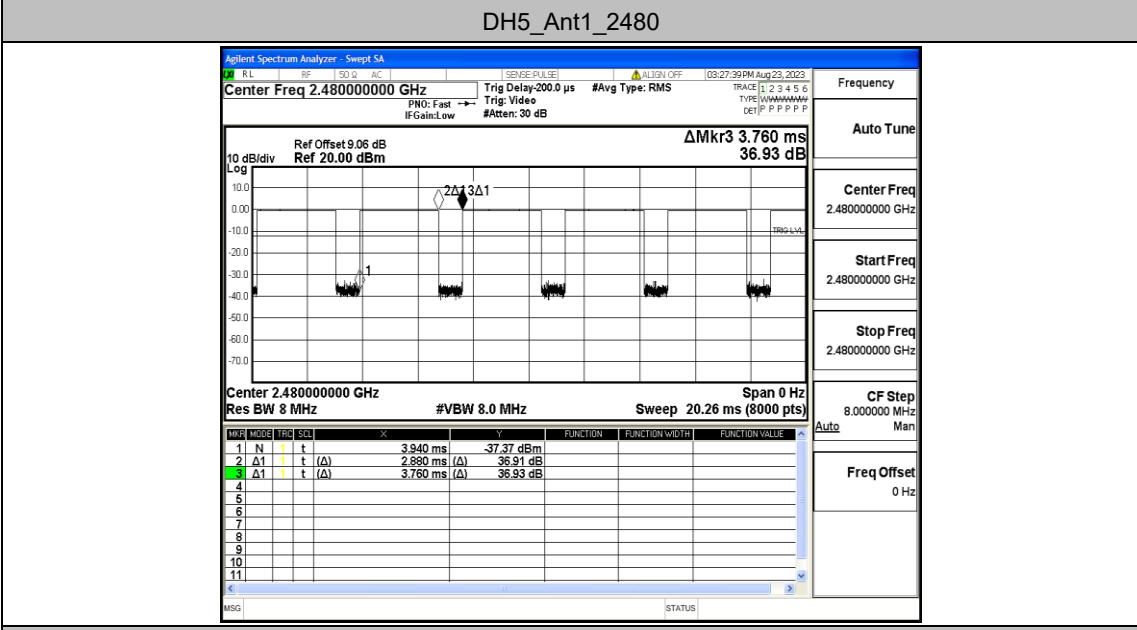 DH5_Ant1_2480
Agilent Spectrum Analyzer - Swept SA
RL RF 50 Ω AC SENSE:PULSE ALIGN OFF 03:27:39 PM Aug 23, 2023
Center Freq 2.480000000 GHz
PNO: Fast
IFGain:Low
Trig Delay-200.0 µs
Trig: Video
#Atten: 30 dB
#Avg Type: RMS
TRACE 1 2 3 4 5 6
TYPE WWWWWW
DET P P P P P P
Frequency
Auto Tune
Center Freq
2.480000000 GHz
Start Freq
2.480000000 GHz
Stop Freq
2.480000000 GHz
CF Step
8.000000 MHz
Auto Man
Freq Offset
0 Hz
ΔMkr3 3.760 ms
36.93 dB
Ref Offset 9.06 dB
10 dB/div Ref 20.00 dBm
Log
10.0
0.00
-10.0
-20.0
-30.0
-40.0
-50.0
-60.0
-70.0
2Δ1 3Δ1
1
TRIG LVL
Center 2.480000000 GHz Span 0 Hz
Res BW 8 MHz #VBW 8.0 MHz Sweep 20.26 ms (8000 pts)
MKR MODE TRC SCL X Y FUNCTION FUNCTION WIDTH FUNCTION VALUE
1 N 1 t 3.940 ms -37.37 dBm
2 Δ1 1 t (Δ) 2.880 ms (Δ) 36.91 dB
3 Δ1 1 t (Δ) 3.760 ms (Δ) 36.93 dB
4
5
6
7
8
9
10
11
MSG STATUS